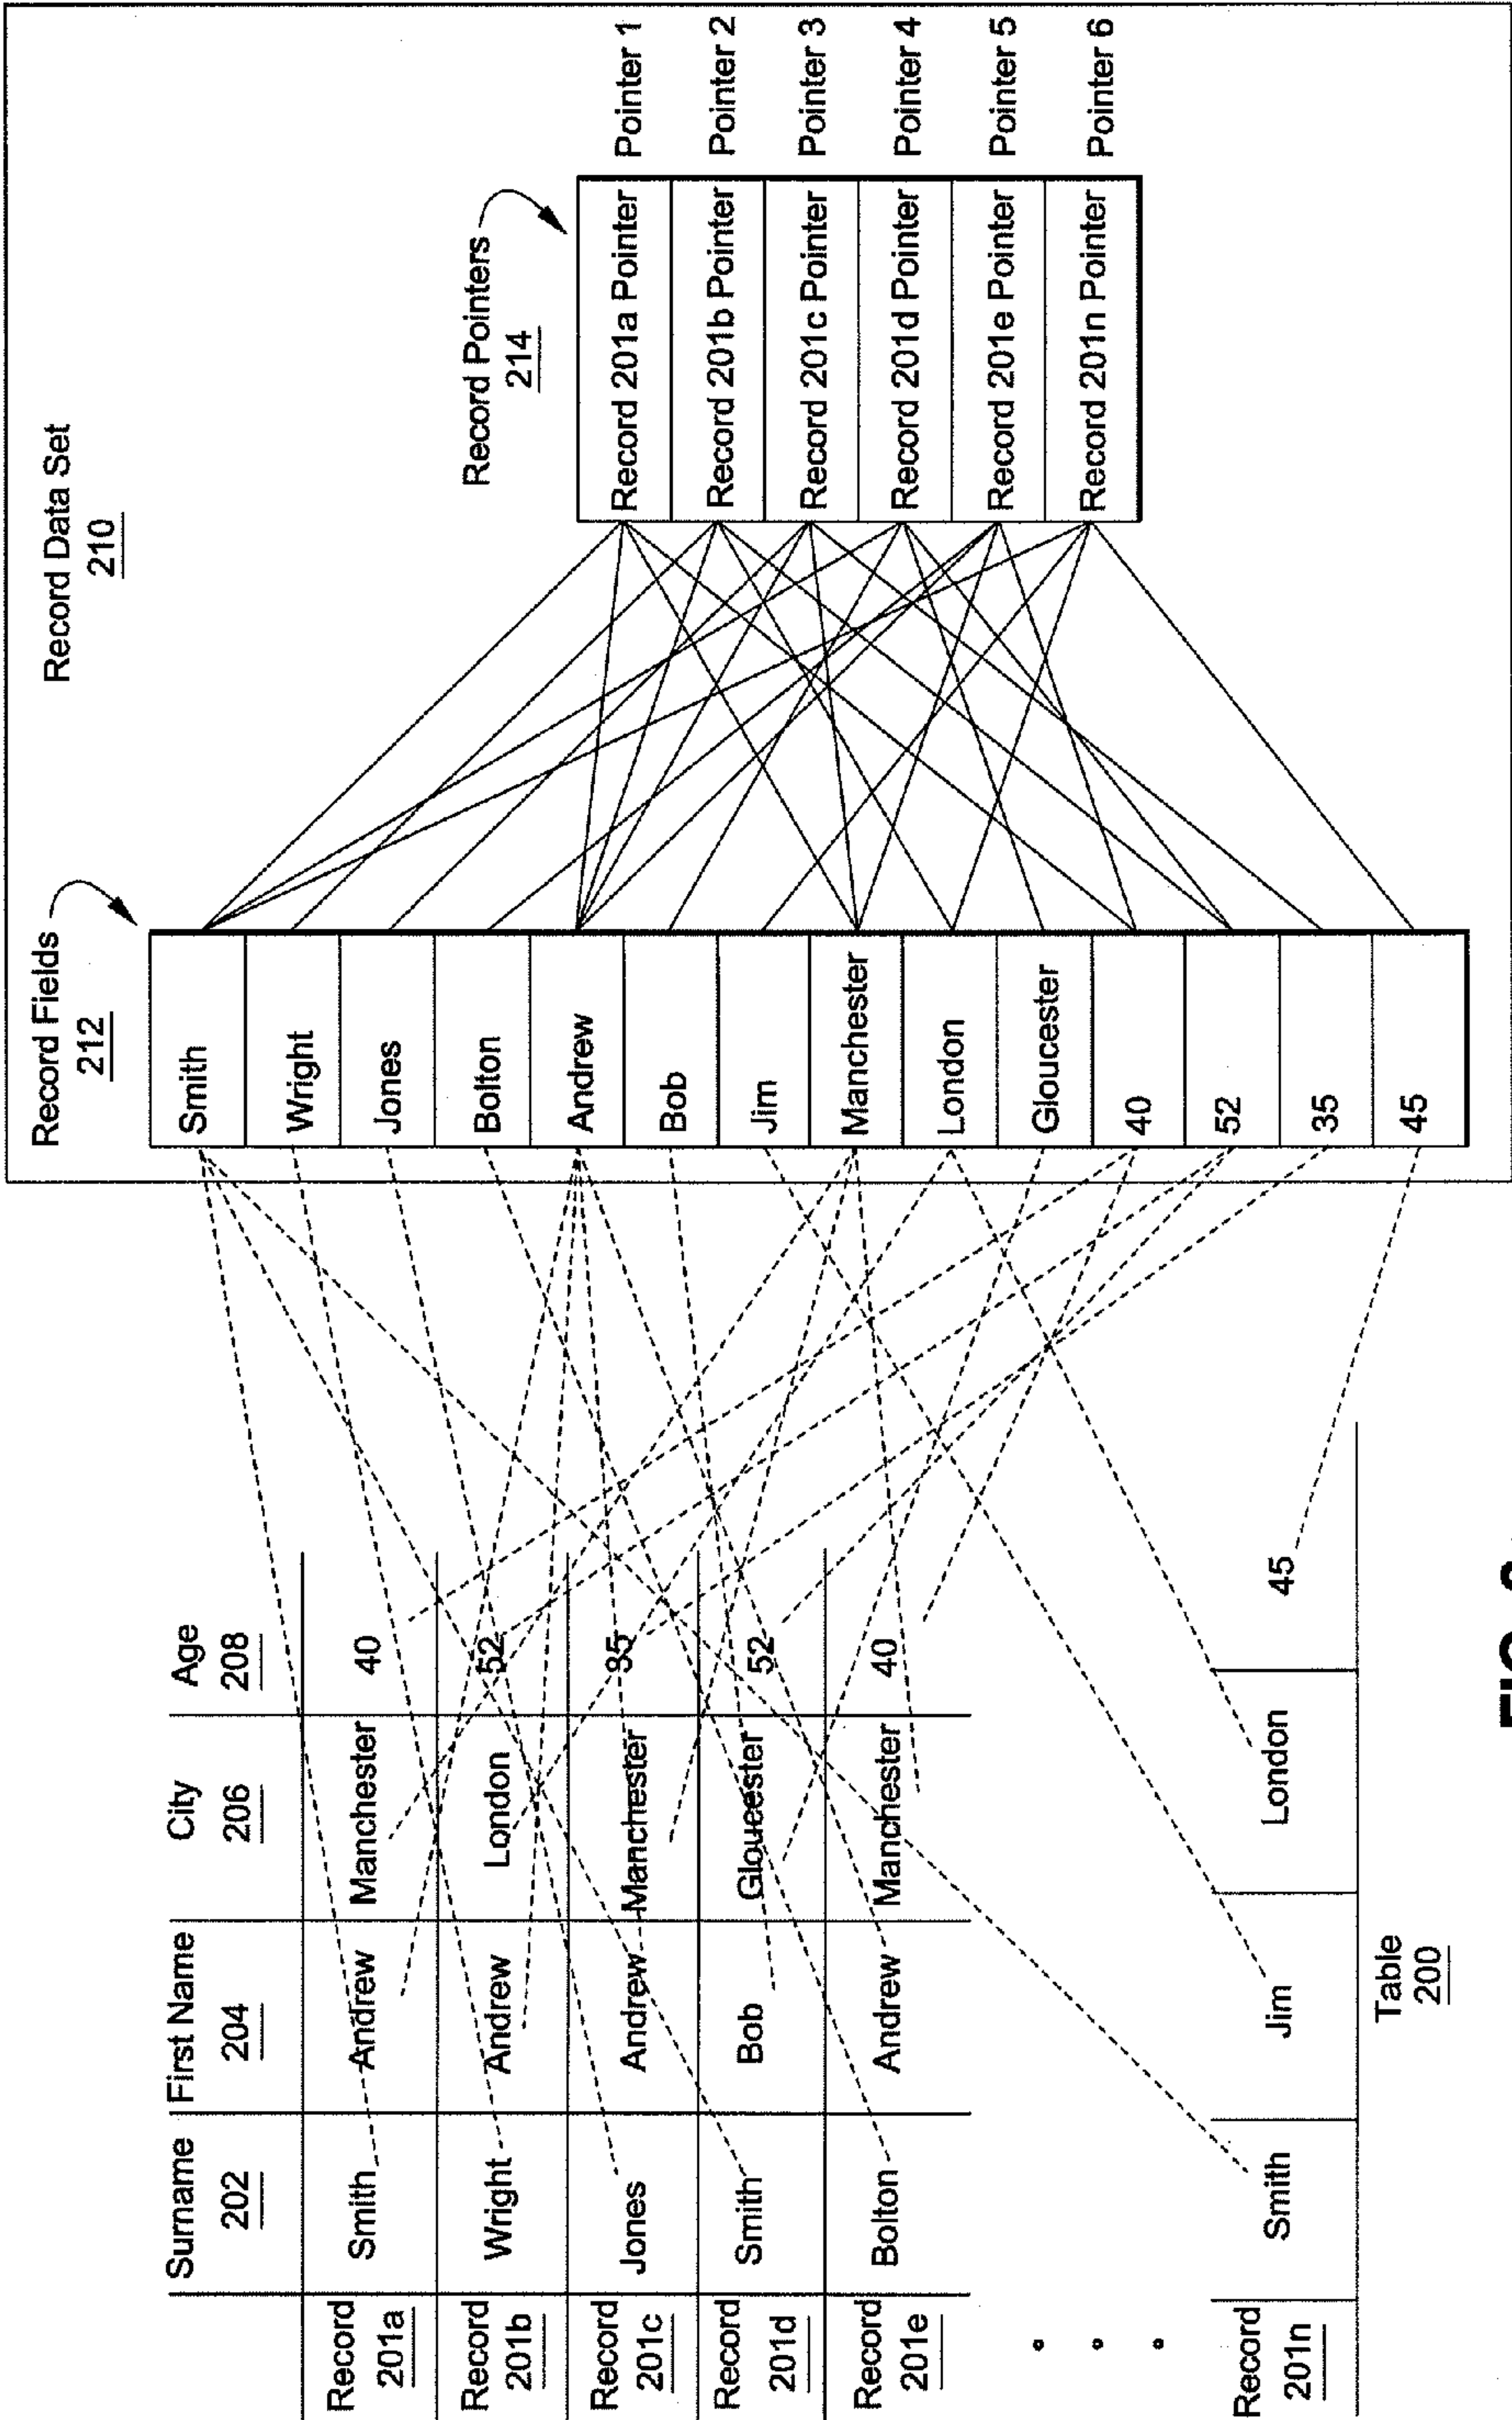 Record Data Set
210
Record Fields
212
Record Pointers
214
Smith
Wright
Jones
Bolton
Andrew
Bob
Jim
Manchester
London
Gloucester
40
52
35
45
Record 201a Pointer Pointer 1
Record 201b Pointer Pointer 2
Record 201c Pointer Pointer 3
Record 201d Pointer Pointer 4
Record 201e Pointer Pointer 5
Record 201n Pointer Pointer 6
Surname First Name City Age
202 204 206 208
Record 201a Smith Andrew Manchester 40
Record 201b Wright Andrew London 52
Record 201c Jones Andrew Manchester 35
Record 201d Smith Bob Gloucester 52
Record 201e Bolton Andrew Manchester 40
Record 201n Smith Jim London 45
Table
200